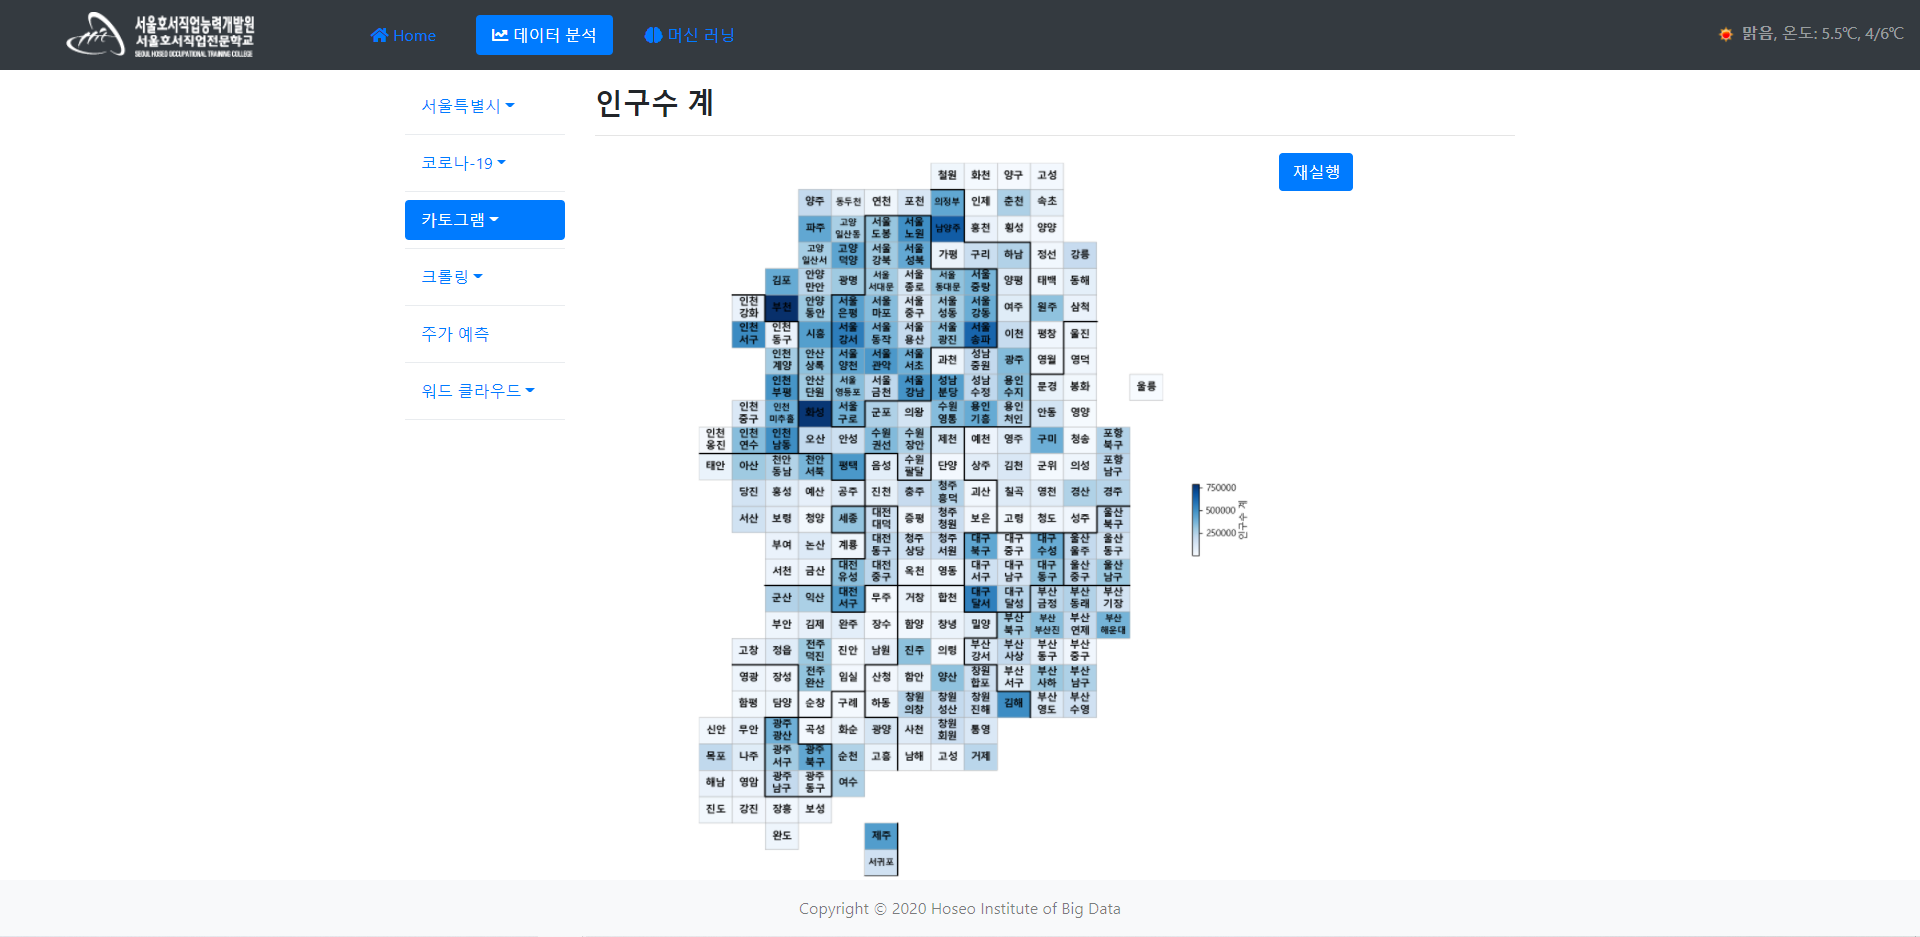 서울호서직업능력개발원
서울호서직업전문학교
SEOUL HOSEO OCCUPATIONAL TRAINING COLLEGE
Home 데이터 분석 머신 러닝
맑음, 온도: 5.5℃, 4/6℃
서울특별시
코로나-19
카토그램
크롤링
주가 예측
워드 클라우드
인구수 계
재실행
철원 화천 양구 고성
양주 동두천 연천 포천 의정부 인제 춘천 속초
파주 고양 일산동 서울 도봉 서울 노원 남양주 홍천 횡성 양양
고양 일산서 고양 덕양 서울 강북 서울 성북 가평 구리 하남 정선 강릉
김포 안양 만안 광명 서울 서대문 서울 종로 서울 동대문 서울 중랑 양평 태백 동해
인천 강화 부천 안양 동안 서울 은평 서울 마포 서울 중구 서울 성동 서울 강동 여주 원주 삼척
인천 서구 인천 동구 시흥 서울 강서 서울 동작 서울 용산 서울 광진 서울 송파 이천 평창 울진
인천 계양 안산 상록 서울 양천 서울 관악 서울 서초 과천 성남 중원 광주 영월 영덕
인천 부평 안산 단원 서울 영등포 서울 금천 서울 강남 성남 분당 성남 수정 용인 수지 문경 봉화 울릉
인천 중구 인천 미추홀 화성 서울 구로 군포 의왕 수원 영통 용인 기흥 용인 처인 안동 영양
인천 옹진 인천 연수 인천 남동 오산 안성 수원 권선 수원 장안 제천 예천 영주 구미 청송 포항 북구
태안 아산 천안 동남 천안 서북 평택 음성 수원 팔달 단양 상주 김천 군위 의성 포항 남구
당진 홍성 예산 공주 진천 충주 청주 흥덕 괴산 칠곡 영천 경산 경주
서산 보령 청양 세종 대전 대덕 증평 청주 청원 보은 고령 청도 성주 울산 북구
부여 논산 계룡 대전 동구 청주 상당 청주 서원 대구 북구 대구 중구 대구 수성 울산 울주 울산 동구
서천 금산 대전 유성 대전 중구 옥천 영동 대구 서구 대구 남구 대구 동구 울산 중구 울산 남구
군산 익산 대전 서구 무주 거창 합천 대구 달서 대구 달성 부산 금정 부산 동래 부산 기장
부안 김제 완주 장수 함양 창녕 밀양 부산 북구 부산 부산진 부산 연제 부산 해운대
고창 정읍 전주 덕진 진안 남원 진주 의령 부산 강서 부산 사상 부산 동구 부산 중구
영광 장성 전주 완산 임실 산청 함안 양산 창원 합포 부산 서구 부산 사하 부산 남구
함평 담양 순창 구례 하동 창원 의창 창원 성산 창원 진해 김해 부산 영도 부산 수영
신안 무안 광주 광산 곡성 화순 광양 사천 창원 회원 통영
목포 나주 광주 서구 광주 북구 순천 고흥 남해 고성 거제
해남 영암 광주 남구 광주 동구 여수
진도 강진 장흥 보성
완도 제주
서귀포
750000
500000
250000
인구수 계
Copyright © 2020 Hoseo Institute of Big Data